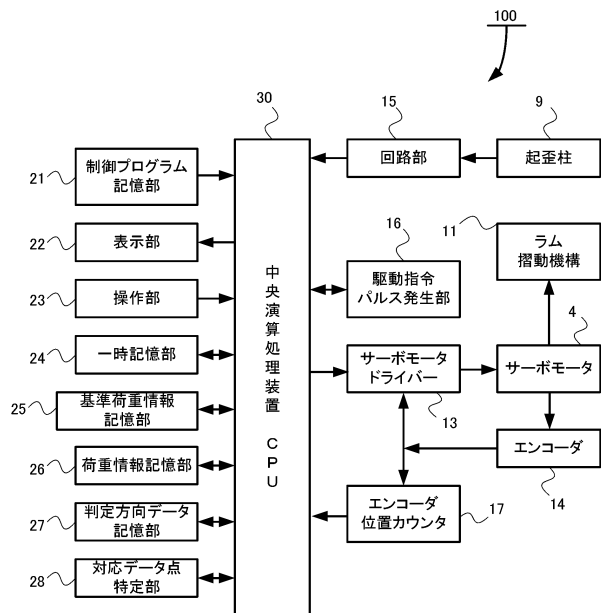 100
30
15
9
21
制御プログラム
記憶部
回路部
起歪柱
22
表示部
16
11
ラム
摺動機構
23
操作部
駆動指令
パルス発生部
24
一時記憶部
中央演算処理装置 CPU
4
サーボモータ
ドライバー
サーボモータ
25
基準荷重情報
記憶部
13
エンコーダ
26
荷重情報記憶部
14
27
判定方向データ
記憶部
エンコーダ
位置カウンタ
17
28
対応データ点
特定部